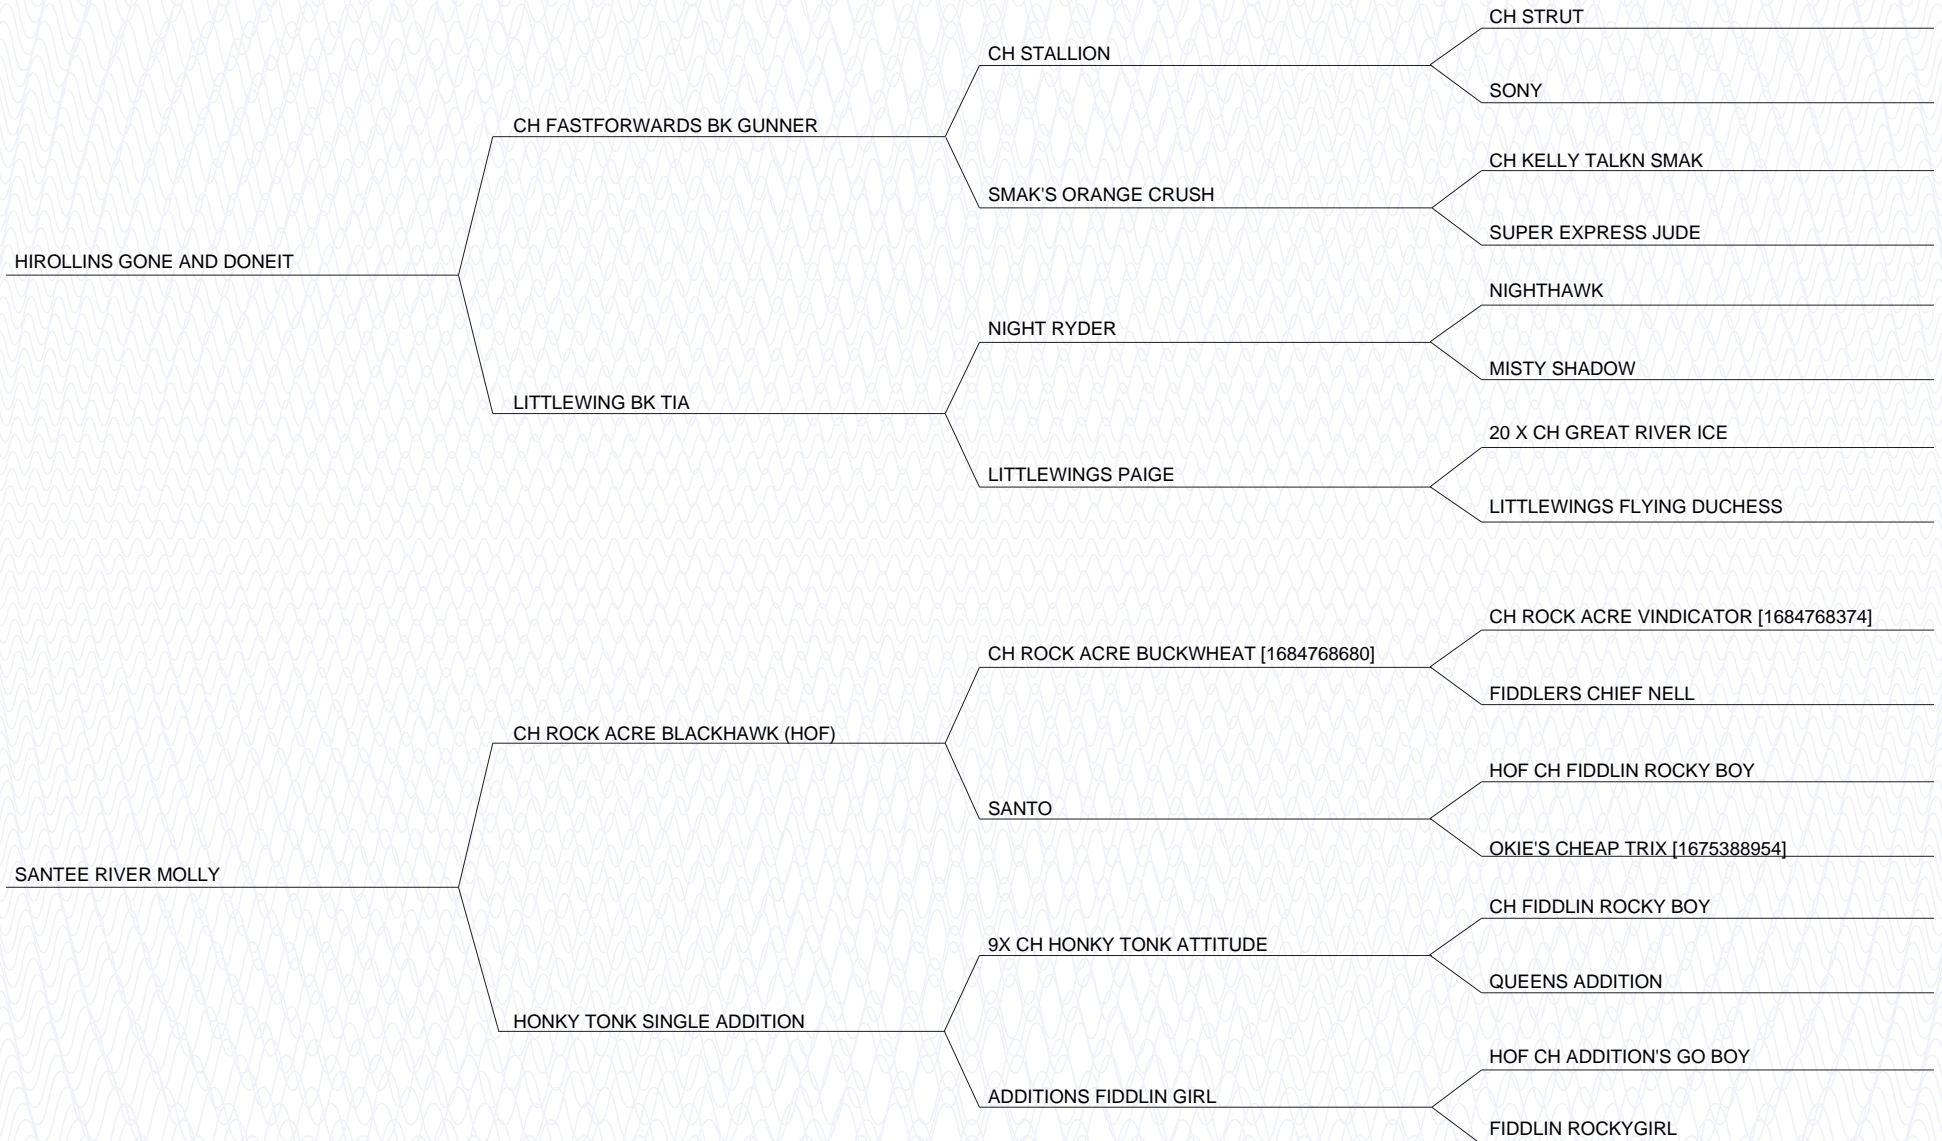 CH STRUT
CH STALLION
SONY
CH FASTFORWARDS BK GUNNER
CH KELLY TALKN SMAK
SMAK'S ORANGE CRUSH
SUPER EXPRESS JUDE
HIROLLINS GONE AND DONEIT
NIGHTHAWK
NIGHT RYDER
MISTY SHADOW
LITTLEWING BK TIA
20 X CH GREAT RIVER ICE
LITTLEWINGS PAIGE
LITTLEWINGS FLYING DUCHESS
CH ROCK ACRE VINDICATOR [1684768374]
CH ROCK ACRE BUCKWHEAT [1684768680]
FIDDLERS CHIEF NELL
CH ROCK ACRE BLACKHAWK (HOF)
HOF CH FIDDLIN ROCKY BOY
SANTO
OKIE'S CHEAP TRIX [1675388954]
SANTEE RIVER MOLLY
CH FIDDLIN ROCKY BOY
9X CH HONKY TONK ATTITUDE
QUEENS ADDITION
HONKY TONK SINGLE ADDITION
HOF CH ADDITION'S GO BOY
ADDITIONS FIDDLIN GIRL
FIDDLIN ROCKYGIRL